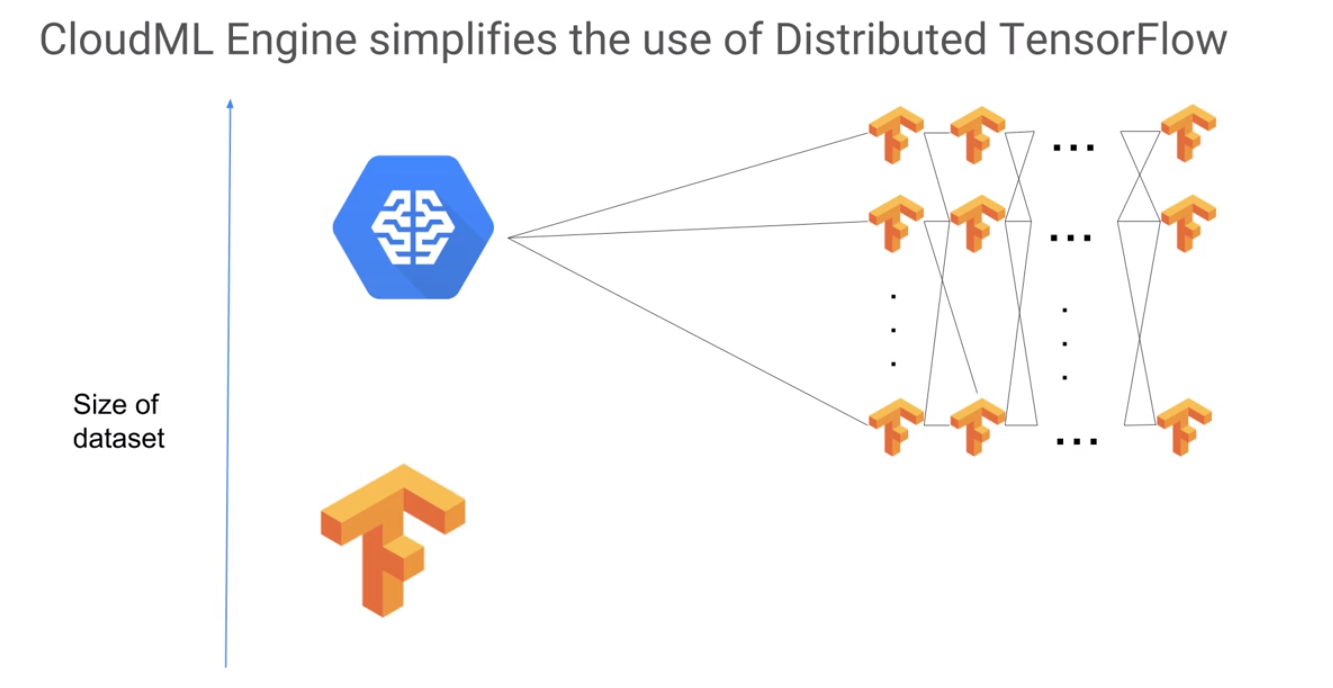 CloudML Engine simplifies the use of Distributed TensorFlow
Size of
dataset